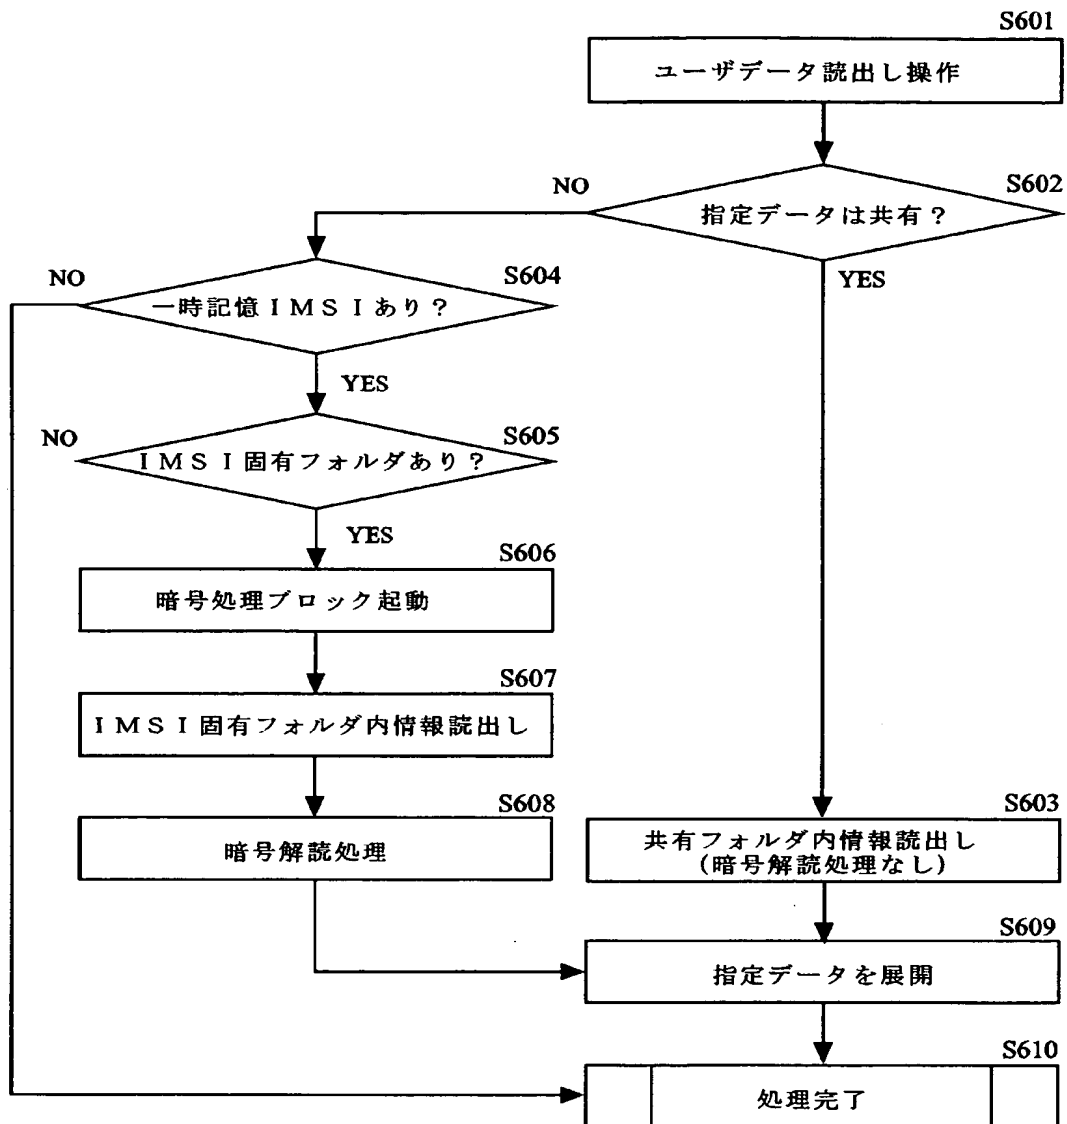 S601
ユーザデータ読出し操作
S602
指定データは共有？
NO
YES
S604
一時記憶ＩＭＳＩあり？
NO
YES
S605
ＩＭＳＩ固有フォルダあり？
NO
YES
S606
暗号処理ブロック起動
S607
ＩＭＳＩ固有フォルダ内情報読出し
S608
暗号解読処理
S603
共有フォルダ内情報読出し
(暗号解読処理なし)
S609
指定データを展開
S610
処理完了